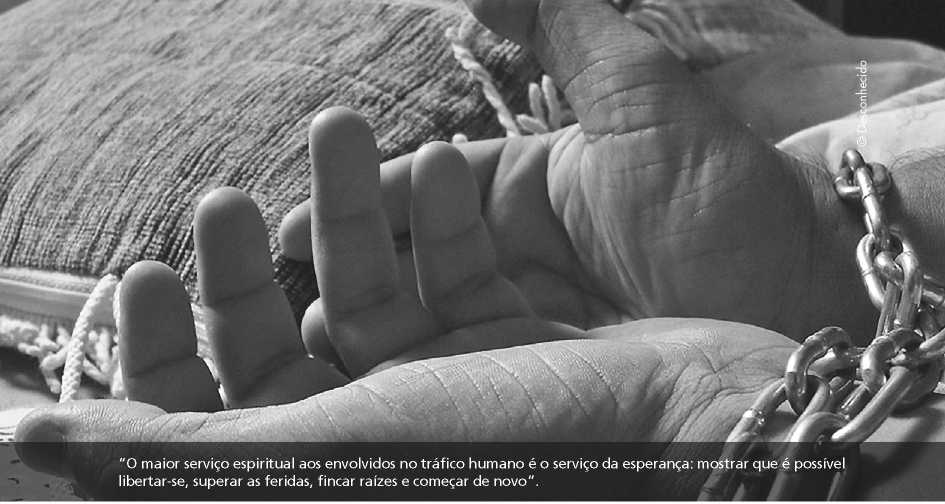 © Desconhecido
“O maior serviço espiritual aos envolvidos no tráfico humano é o serviço da esperança: mostrar que é possível
libertar-se, superar as feridas, fincar raízes e começar de novo”.